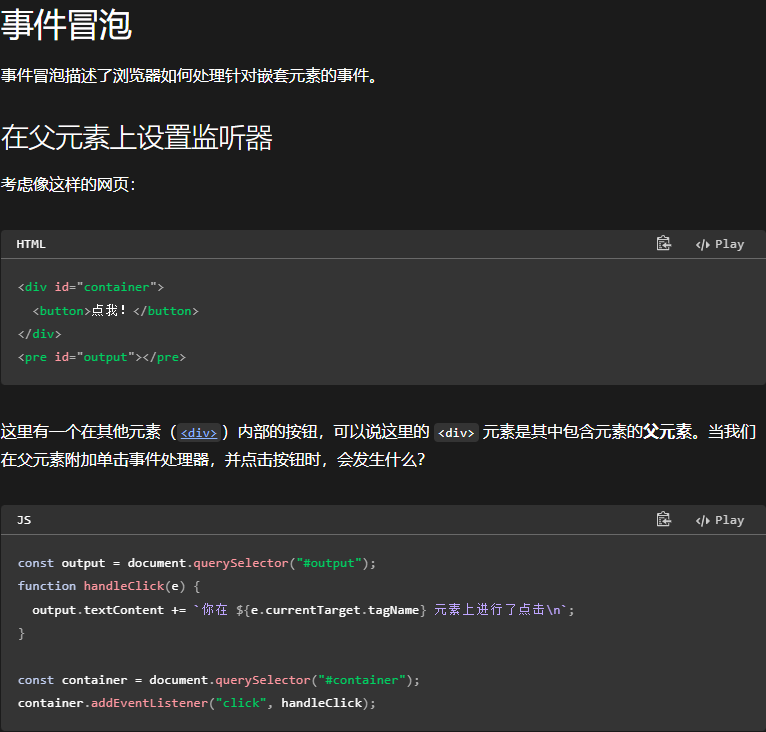 事件冒泡
事件冒泡描述了浏览器如何处理针对嵌套元素的事件。
在父元素上设置监听器
考虑像这样的网页：
HTML
Play
<div id="container">
  <button>点我！</button>
</div>
<pre id="output"></pre>
这里有一个在其他元素（<div>）内部的按钮，可以说这里的 <div> 元素是其中包含元素的父元素。当我们
在父元素附加单击事件处理器，并点击按钮时，会发生什么？
JS
Play
const output = document.querySelector("#output");
function handleClick(e) {
  output.textContent += `你在 ${e.currentTarget.tagName} 元素上进行了点击\n`;
}
const container = document.querySelector("#container");
container.addEventListener("click", handleClick);